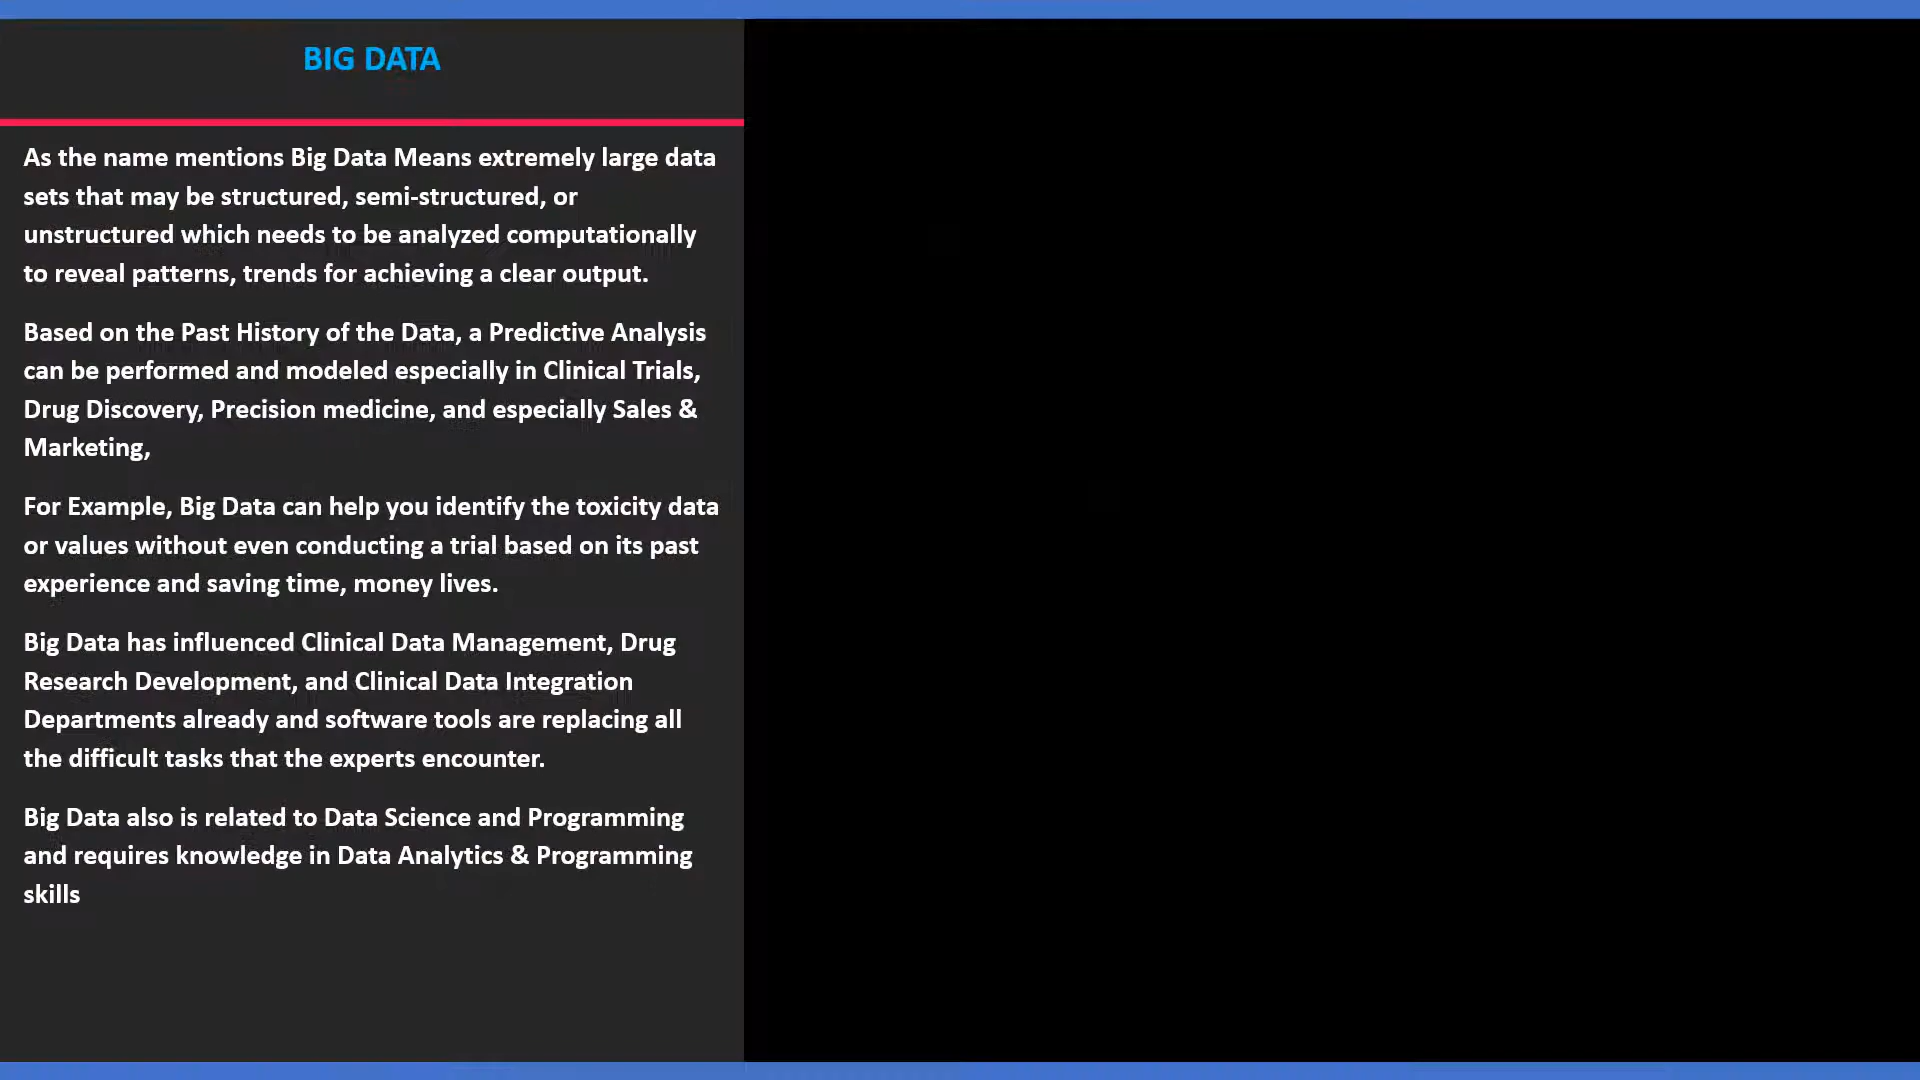 BIG DATA
As the name mentions Big Data Means extremely large data
sets that may be structured, semi-structured, or
unstructured which needs to be analyzed computationally
to reveal patterns, trends for achieving a clear output.
Based on the Past History of the Data, a Predictive Analysis
can be performed and modeled especially in Clinical Trials,
Drug Discovery, Precision medicine, and especially Sales &
Marketing,
For Example, Big Data can help you identify the toxicity data
or values without even conducting a trial based on its past
experience and saving time, money lives.
Big Data has influenced Clinical Data Management, Drug
Research Development, and Clinical Data Integration
Departments already and software tools are replacing all
the difficult tasks that the experts encounter.
Big Data also is related to Data Science and Programming
and requires knowledge in Data Analytics & Programming
skills